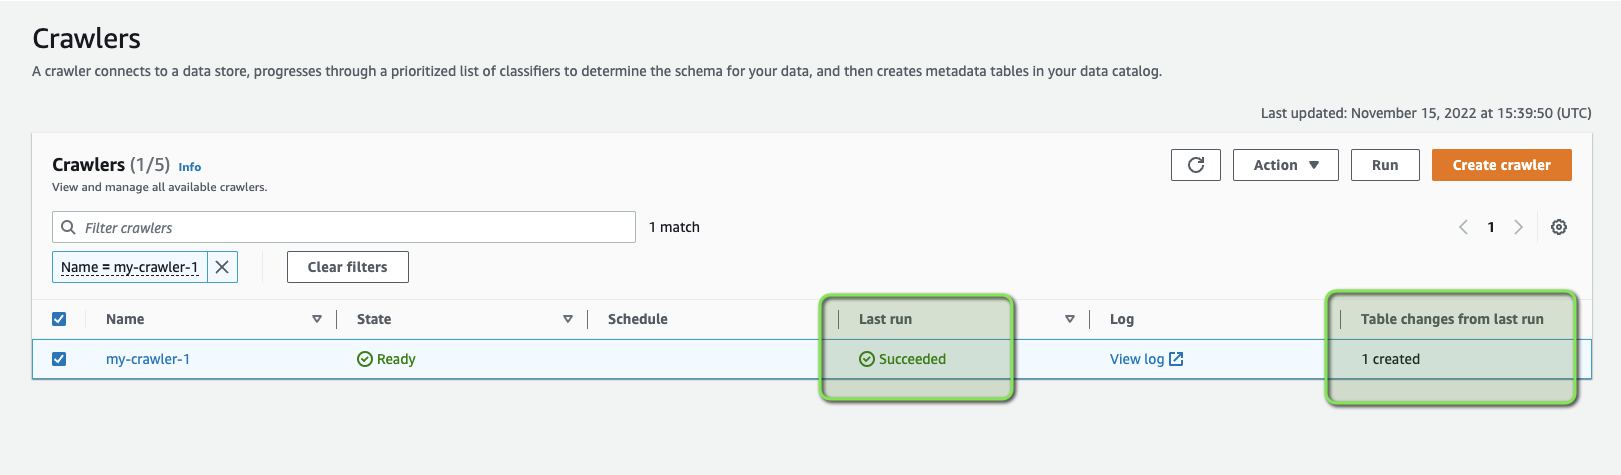 Crawlers
A crawler connects to a data store, progresses through a prioritized list of classifiers to determine the schema for your data, and then creates metadata tables in your data catalog.
Last updated: November 15, 2022 at 15:39:50 (UTC)
Crawlers (1/5) Info
View and manage all available crawlers.
Action Run Create crawler
Filter crawlers 1 match 1
Name = my-crawler-1 Clear filters
Name State Schedule Last run Log Table changes from last run
my-crawler-1 Ready Succeeded View log 1 created